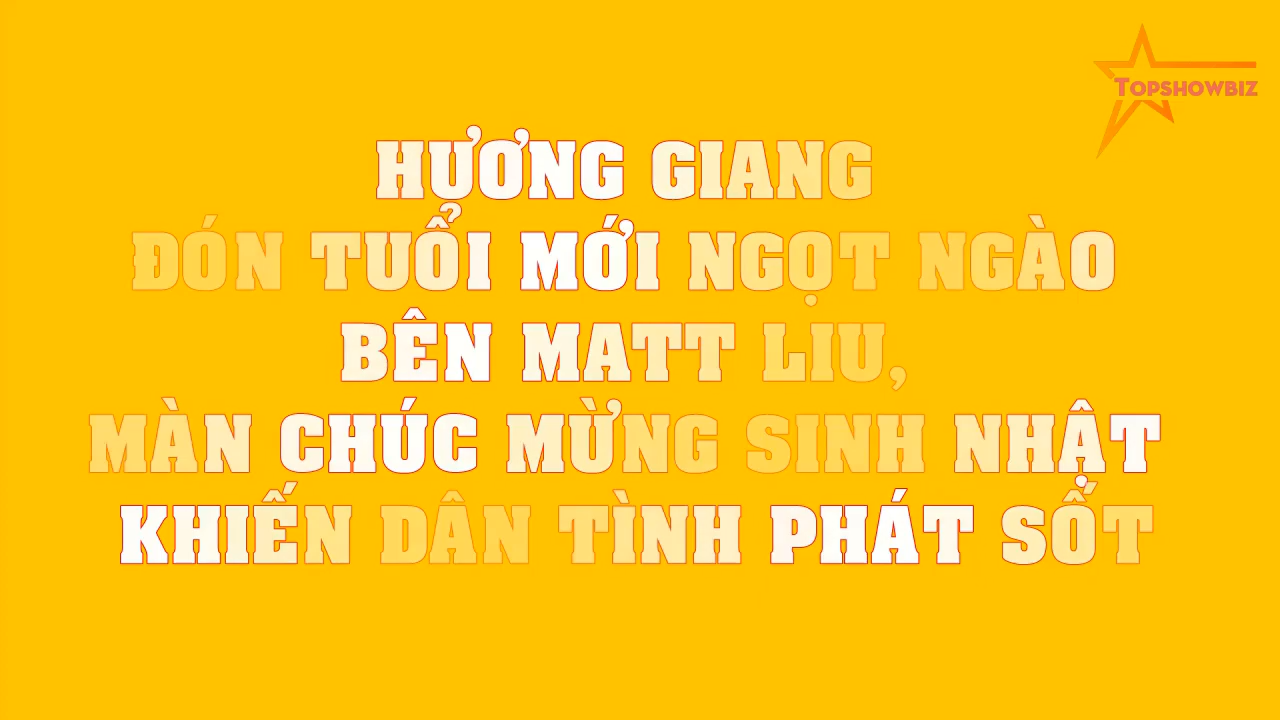 TOPSHOWBIZ
HƯƠNG GIANG
ĐÓN TUỔI MỚI NGỌT NGÀO
BÊN MATT LIU,
MÀN CHÚC MỪNG SINH NHẬT
KHIẾN DÂN TÌNH PHÁT SỐT